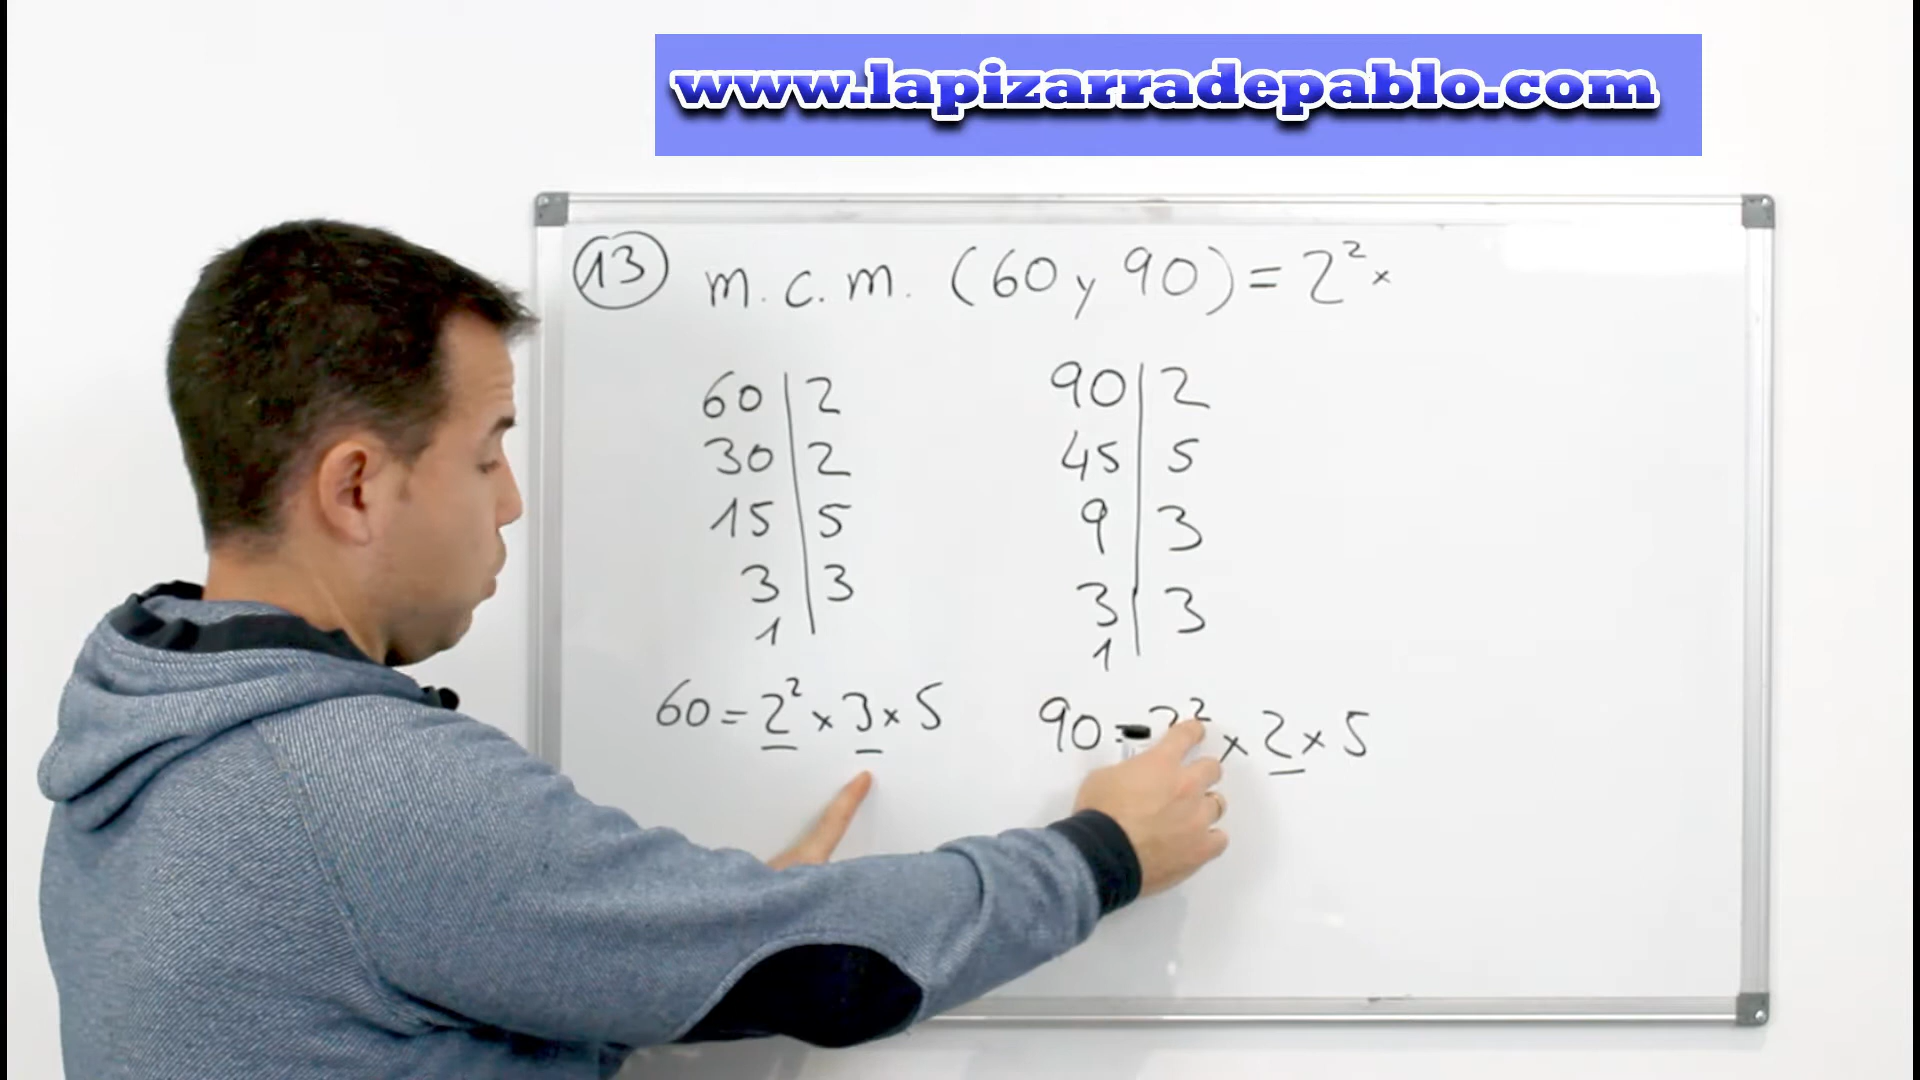 www.lapizarradepablo.com
13 m.c.m. (60 y 90) = 2² ×
60 | 2
30 | 2
15 | 5
3 | 3
1
90 | 2
45 | 5
9 | 3
3 | 3
1
60 = 2² × 3 × 5
90 = ² × 2 × 5